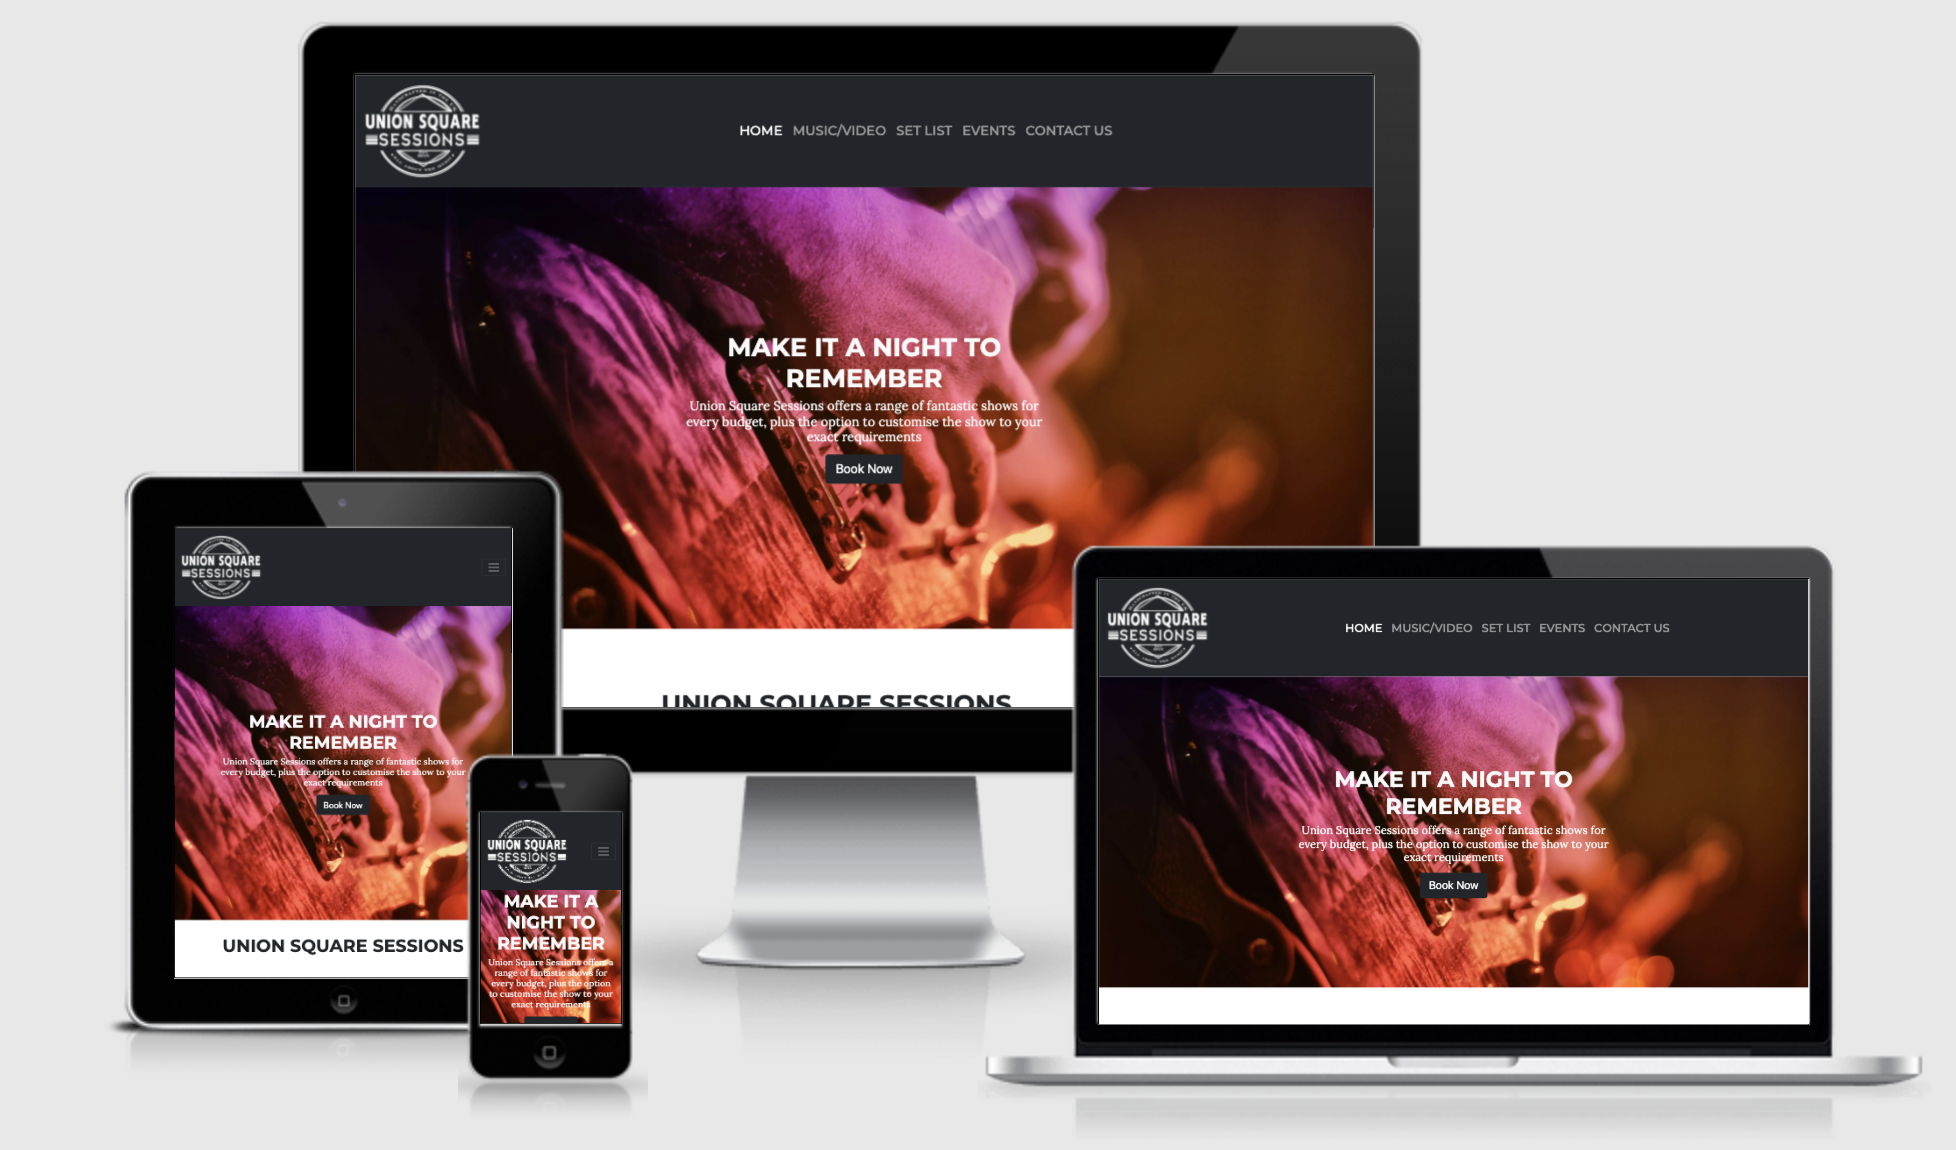 UNION SQUARE
SESSIONS
HOME MUSIC/VIDEO SET LIST EVENTS CONTACT US
MAKE IT A NIGHT TO
REMEMBER
Union Square Sessions offers a range of fantastic shows for
every budget, plus the option to customise the show to your
exact requirements
Book Now
UNION SQUARE SESSIONS
UNION SQUARE
SESSIONS
MAKE IT A NIGHT TO
REMEMBER
Union Square Sessions offers a range of fantastic shows for
every budget, plus the option to customise the show to your
exact requirements
Book Now
UNION SQUARE SESSIONS
UNION SQUARE
SESSIONS
MAKE IT A
NIGHT TO
REMEMBER
Union Square Sessions offers a
range of fantastic shows for
every budget, plus the option
to customise the show to your
exact requirements
UNION SQUARE
SESSIONS
HOME MUSIC/VIDEO SET LIST EVENTS CONTACT US
MAKE IT A NIGHT TO
REMEMBER
Union Square Sessions offers a range of fantastic shows for
every budget, plus the option to customise the show to your
exact requirements
Book Now